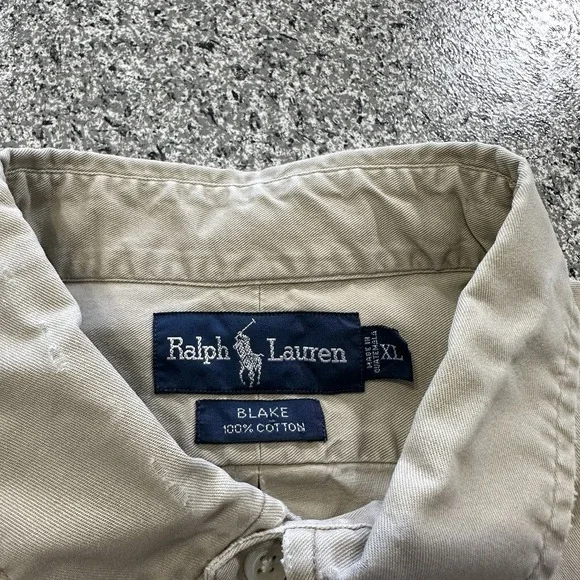 Ralph Lauren
MADE IN
GUATEMALA
XL
BLAKE
100% COTTON